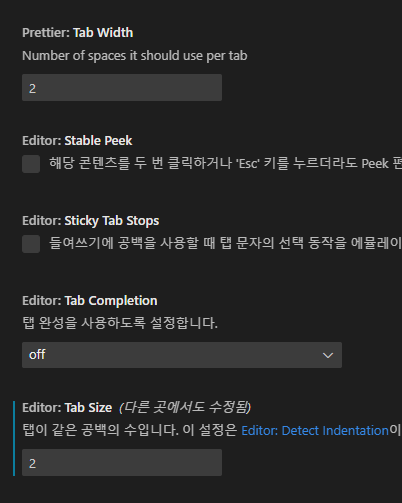 Prettier: Tab Width
Number of spaces it should use per tab
2
Editor: Stable Peek
해당 콘텐츠를 두 번 클릭하거나 'Esc' 키를 누르더라도 Peek 편
Editor: Sticky Tab Stops
들여쓰기에 공백을 사용할 때 탭 문자의 선택 동작을 에뮬레이
Editor: Tab Completion
탭 완성을 사용하도록 설정합니다.
off
Editor: Tab Size (다른 곳에서도 수정됨)
탭이 같은 공백의 수입니다. 이 설정은 Editor: Detect Indentation이
2